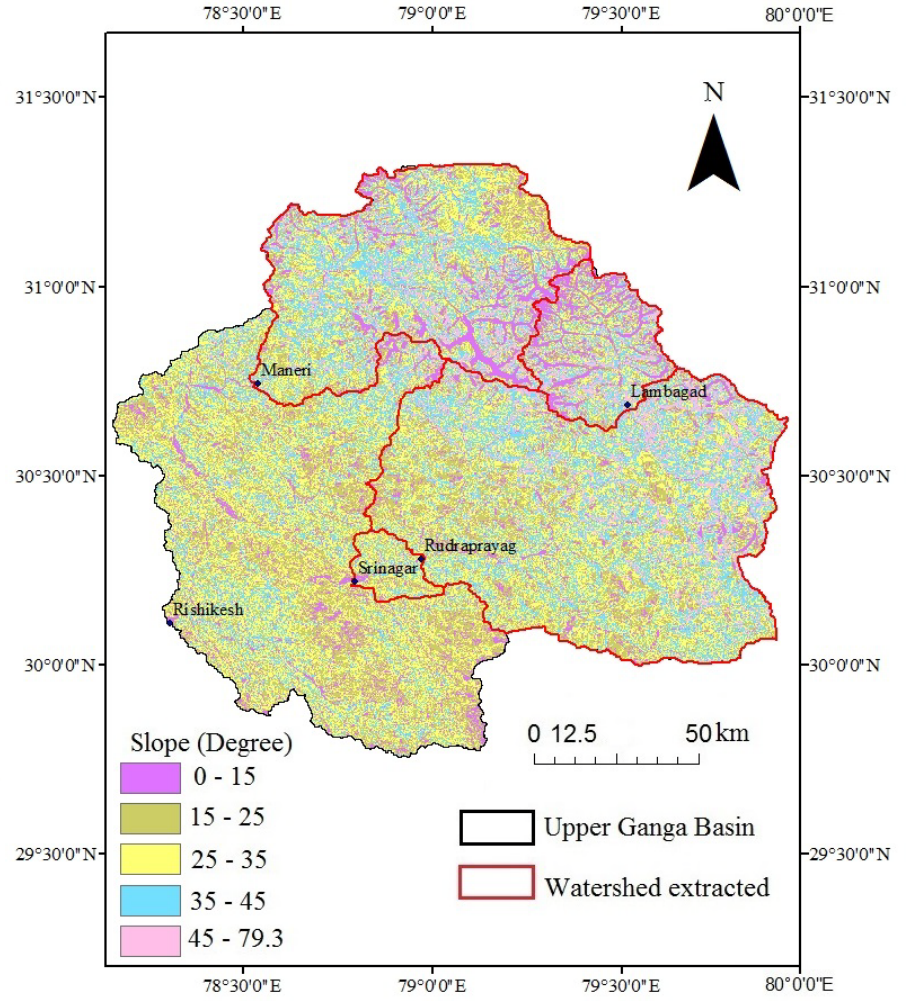 78°30'0"E 79°0'0"E 79°30'0"E 80°0'0"E
N
31°30'0"N 31°30'0"N
31°0'0"N 31°0'0"N
Maneri
Lambagad
30°30'0"N 30°30'0"N
Rudraprayag
Srinagar
Rishikesh
30°0'0"N 30°0'0"N
0 12.5 50 km
Slope (Degree)
0 - 15
15 - 25
25 - 35
35 - 45
45 - 79.3
Upper Ganga Basin
Watershed extracted
29°30'0"N 29°30'0"N
78°30'0"E 79°0'0"E 79°30'0"E 80°0'0"E